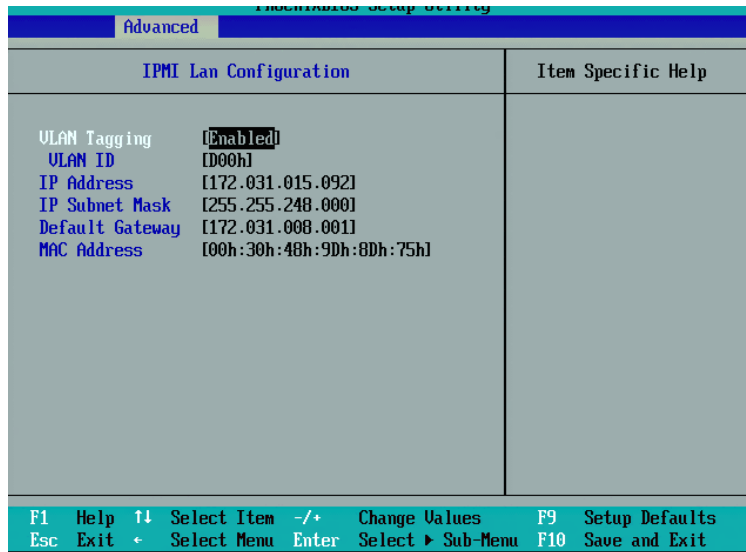 PhoenixBIOS Setup Utility
Advanced
IPMI Lan Configuration
Item Specific Help
VLAN Tagging [Enabled]
VLAN ID [D00h]
IP Address [172.031.015.092]
IP Subnet Mask [255.255.248.000]
Default Gateway [172.031.008.001]
MAC Address [00h:30h:48h:9Dh:8Dh:75h]
F1 Help ↑↓ Select Item -/+ Change Values F9 Setup Defaults
Esc Exit ← Select Menu Enter Select ▶ Sub-Menu F10 Save and Exit